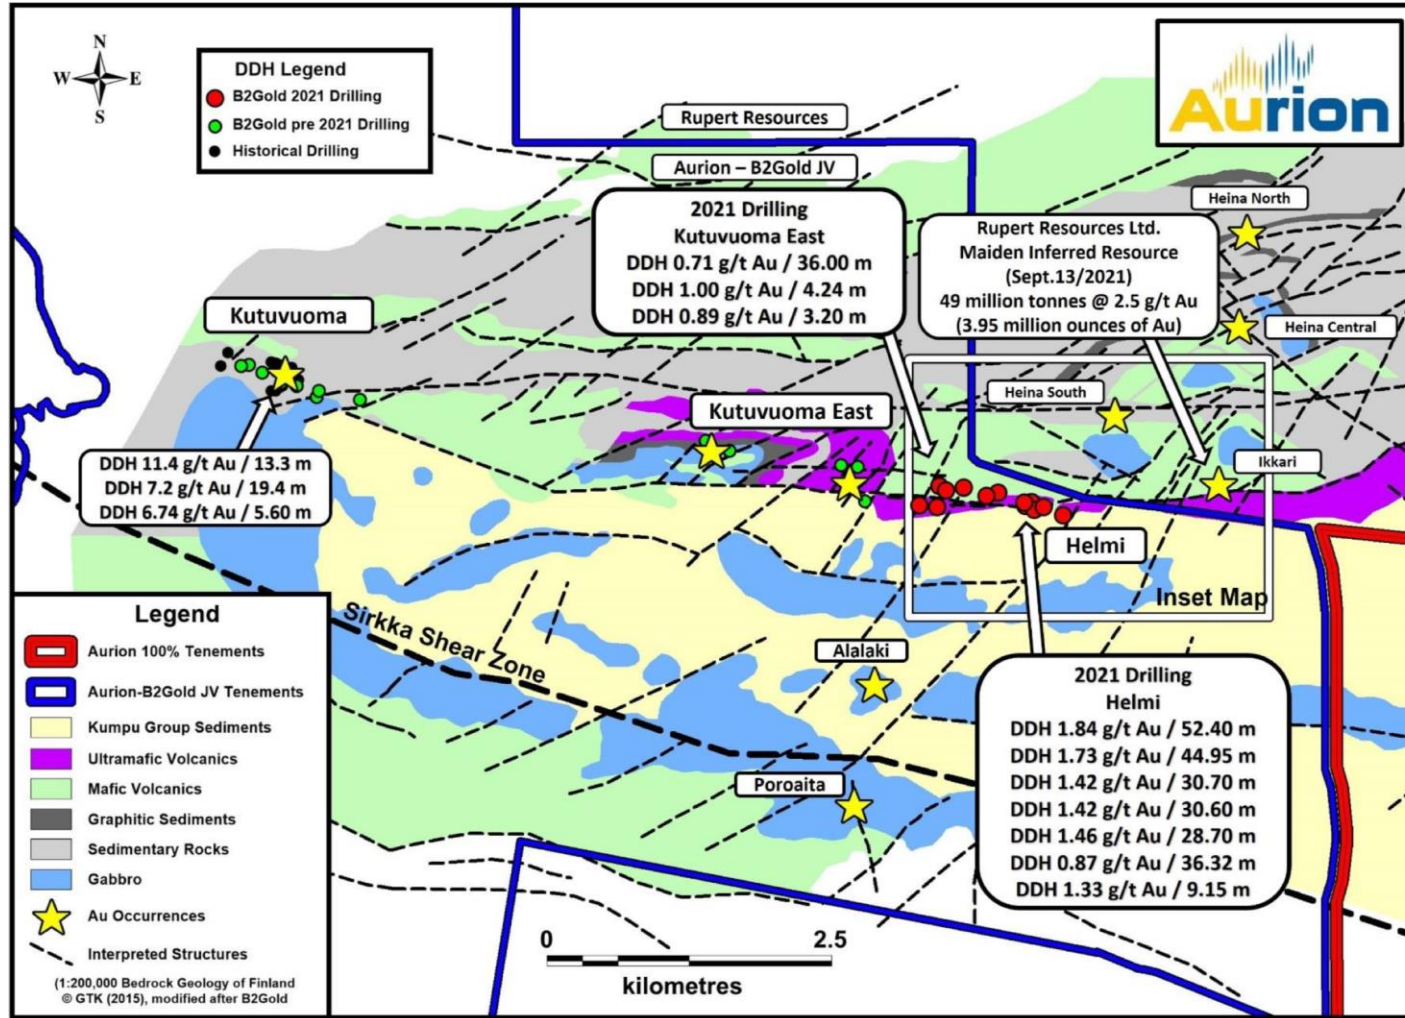 N
W E
S
DDH Legend
B2Gold 2021 Drilling
B2Gold pre 2021 Drilling
Historical Drilling
Aurion
Rupert Resources
Aurion – B2Gold JV
2021 Drilling
Kutuvuoma East
DDH 0.71 g/t Au / 36.00 m
DDH 1.00 g/t Au / 4.24 m
DDH 0.89 g/t Au / 3.20 m
Rupert Resources Ltd.
Maiden Inferred Resource
(Sept.13/2021)
49 million tonnes @ 2.5 g/t Au
(3.95 million ounces of Au)
Heina North
Heina Central
Kutuvuoma
Heina South
Kutuvuoma East
Ikkari
DDH 11.4 g/t Au / 13.3 m
DDH 7.2 g/t Au / 19.4 m
DDH 6.74 g/t Au / 5.60 m
Helmi
Inset Map
Sirkka Shear Zone
Alalaki
Poroaita
2021 Drilling
Helmi
DDH 1.84 g/t Au / 52.40 m
DDH 1.73 g/t Au / 44.95 m
DDH 1.42 g/t Au / 30.70 m
DDH 1.42 g/t Au / 30.60 m
DDH 1.46 g/t Au / 28.70 m
DDH 0.87 g/t Au / 36.32 m
DDH 1.33 g/t Au / 9.15 m
Legend
Aurion 100% Tenements
Aurion-B2Gold JV Tenements
Kumpu Group Sediments
Ultramafic Volcanics
Mafic Volcanics
Graphitic Sediments
Sedimentary Rocks
Gabbro
Au Occurrences
Interpreted Structures
(1:200,000 Bedrock Geology of Finland
© GTK (2015), modified after B2Gold
0 2.5
kilometres